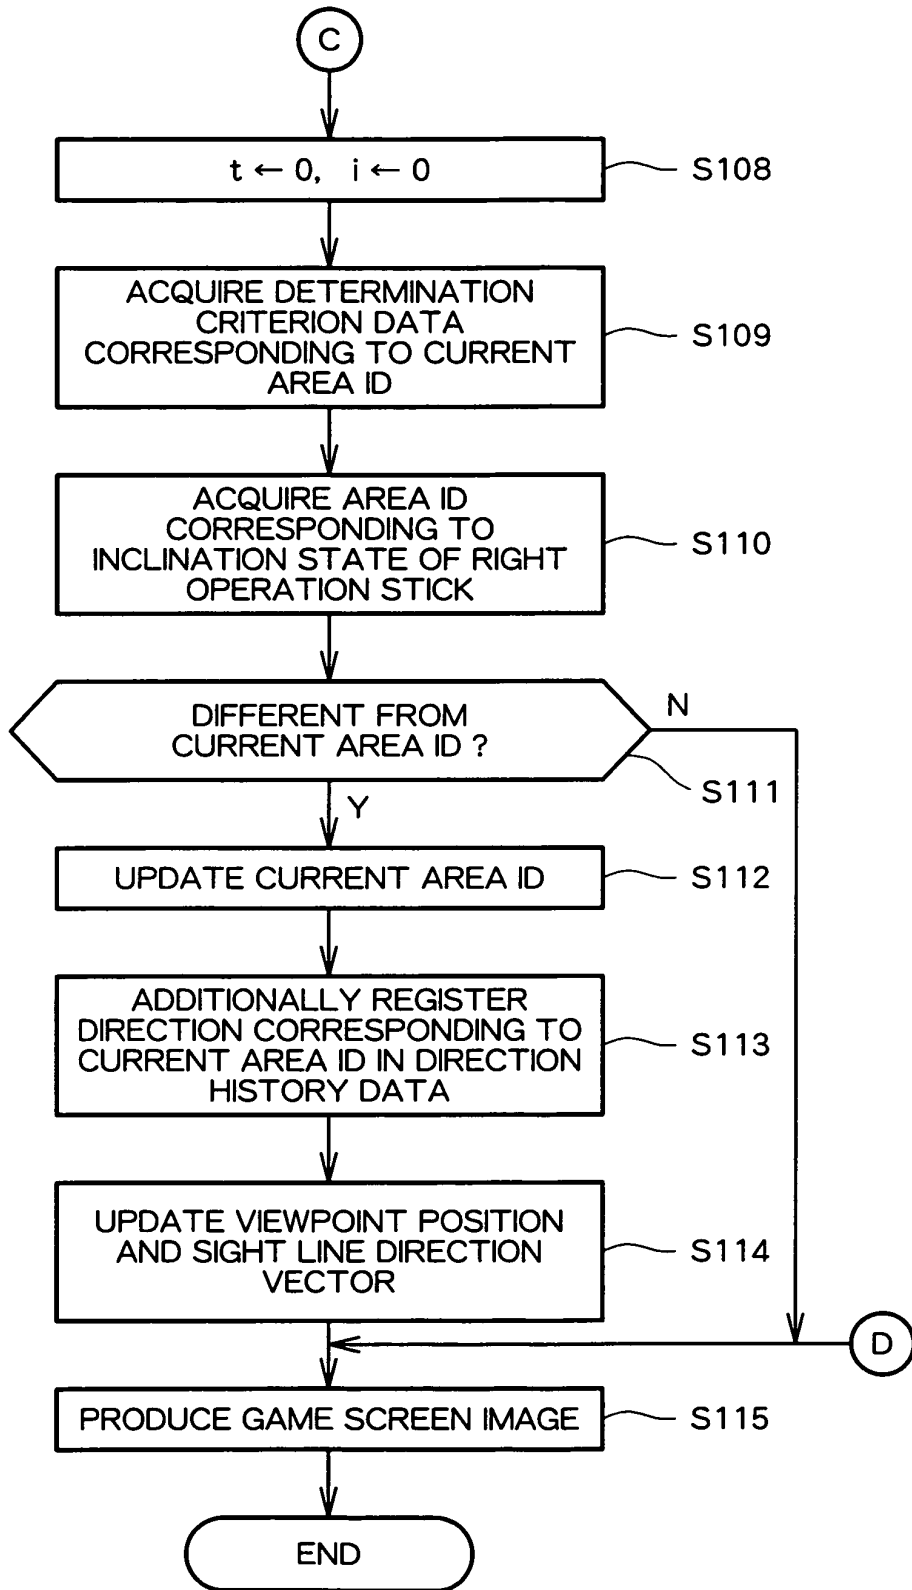 C
t ← 0, i ← 0
S108
ACQUIRE DETERMINATION
CRITERION DATA
CORRESPONDING TO CURRENT
AREA ID
S109
ACQUIRE AREA ID
CORRESPONDING TO
INCLINATION STATE OF RIGHT
OPERATION STICK
S110
DIFFERENT FROM
CURRENT AREA ID ?
N
S111
Y
UPDATE CURRENT AREA ID
S112
ADDITIONALLY REGISTER
DIRECTION CORRESPONDING TO
CURRENT AREA ID IN DIRECTION
HISTORY DATA
S113
UPDATE VIEWPOINT POSITION
AND SIGHT LINE DIRECTION
VECTOR
S114
D
PRODUCE GAME SCREEN IMAGE
S115
END